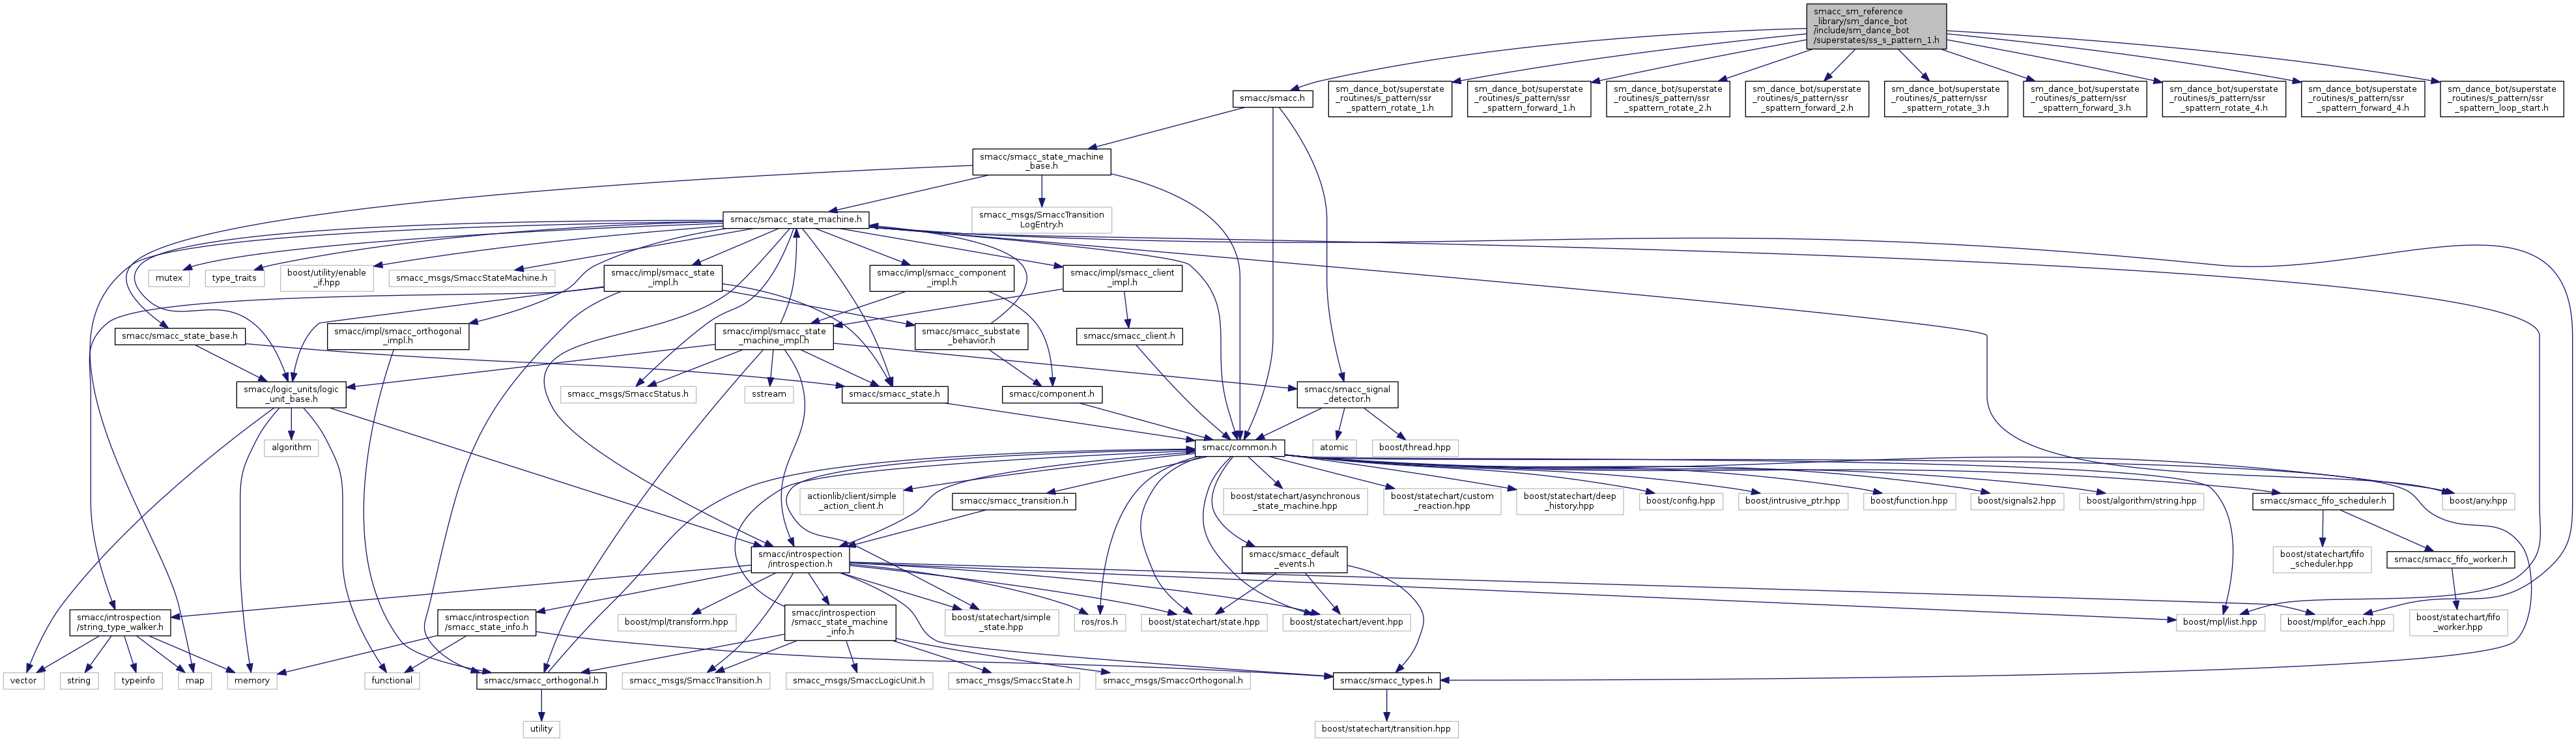 smacc_sm_reference
_library/sm_dance_bot
/include/sm_dance_bot
/superstates/ss_s_pattern_1.h
smacc/smacc.h
sm_dance_bot/superstate
_routines/s_pattern/ssr
_spattern_rotate_1.h
sm_dance_bot/superstate
_routines/s_pattern/ssr
_spattern_forward_1.h
sm_dance_bot/superstate
_routines/s_pattern/ssr
_spattern_rotate_2.h
sm_dance_bot/superstate
_routines/s_pattern/ssr
_spattern_forward_2.h
sm_dance_bot/superstate
_routines/s_pattern/ssr
_spattern_rotate_3.h
sm_dance_bot/superstate
_routines/s_pattern/ssr
_spattern_forward_3.h
sm_dance_bot/superstate
_routines/s_pattern/ssr
_spattern_rotate_4.h
sm_dance_bot/superstate
_routines/s_pattern/ssr
_spattern_forward_4.h
sm_dance_bot/superstate
_routines/s_pattern/ssr
_spattern_loop_start.h
smacc/smacc_state_machine
_base.h
smacc/smacc_state_machine.h
smacc_msgs/SmaccTransition
LogEntry.h
mutex
type_traits
boost/utility/enable
_if.hpp
smacc_msgs/SmaccStateMachine.h
smacc/impl/smacc_state
_impl.h
smacc/impl/smacc_component
_impl.h
smacc/impl/smacc_client
_impl.h
smacc/smacc_state_base.h
smacc/impl/smacc_orthogonal
_impl.h
smacc/impl/smacc_state
_machine_impl.h
smacc/smacc_substate
_behavior.h
smacc/smacc_client.h
smacc/logic_units/logic
_unit_base.h
smacc_msgs/SmaccStatus.h
sstream
smacc/smacc_state.h
smacc/component.h
smacc/smacc_signal
_detector.h
algorithm
smacc/common.h
atomic
boost/thread.hpp
actionlib/client/simple
_action_client.h
smacc/smacc_transition.h
boost/statechart/asynchronous
_state_machine.hpp
boost/statechart/custom
_reaction.hpp
boost/statechart/deep
_history.hpp
boost/config.hpp
boost/intrusive_ptr.hpp
boost/function.hpp
boost/signals2.hpp
boost/algorithm/string.hpp
smacc/smacc_fifo_scheduler.h
boost/any.hpp
smacc/introspection
/introspection.h
smacc/smacc_default
_events.h
boost/statechart/fifo
_scheduler.hpp
smacc/smacc_fifo_worker.h
smacc/introspection
/string_type_walker.h
smacc/introspection
/smacc_state_info.h
boost/mpl/transform.hpp
smacc/introspection
/smacc_state_machine
_info.h
boost/statechart/simple
_state.hpp
ros/ros.h
boost/statechart/state.hpp
boost/statechart/event.hpp
boost/mpl/list.hpp
boost/mpl/for_each.hpp
boost/statechart/fifo
_worker.hpp
vector
string
typeinfo
map
memory
functional
smacc/smacc_orthogonal.h
smacc_msgs/SmaccTransition.h
smacc_msgs/SmaccLogicUnit.h
smacc_msgs/SmaccState.h
smacc_msgs/SmaccOrthogonal.h
smacc/smacc_types.h
utility
boost/statechart/transition.hpp